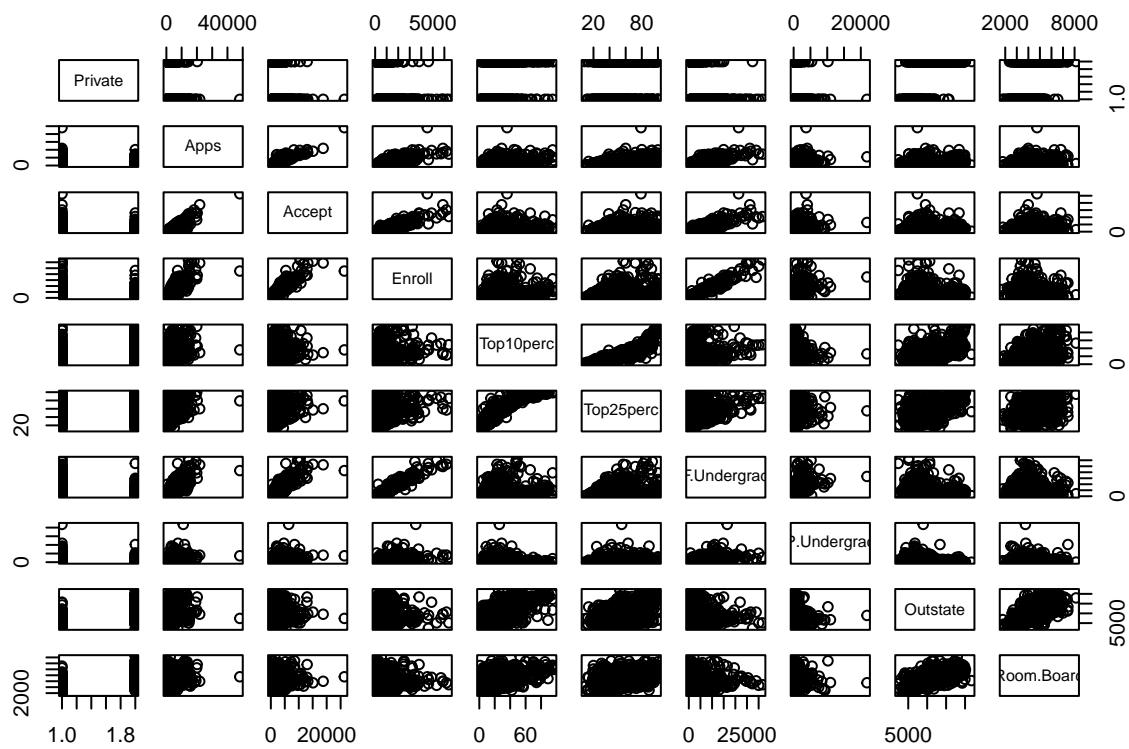 0 40000 0 5000 20 80 0 20000 2000 8000
Private 1.0
0 Apps
Accept 0
0 Enroll
Top10perc 0
20 Top25perc
F.Undergrad 0
0 P.Undergrad
Outstate 5000
2000 Room.Board
1.0 1.8 0 20000 0 60 0 25000 5000